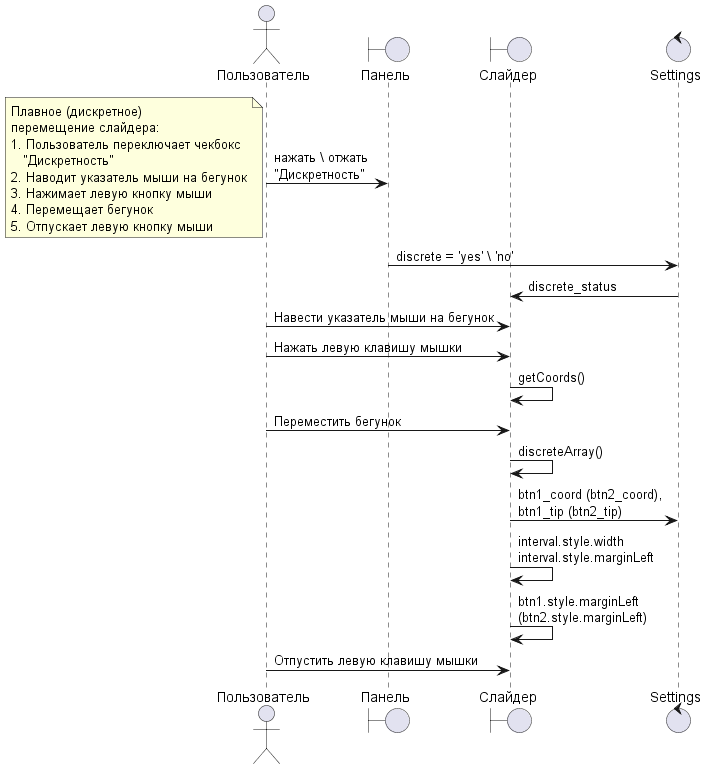 Пользователь
Панель
Слайдер
Settings
Плавное (дискретное)
перемещение слайдера:
1. Пользователь переключает чекбокс
"Дискретность"
2. Наводит указатель мыши на бегунок
3. Нажимает левую кнопку мыши
4. Перемещает бегунок
5. Отпускает левую кнопку мыши
нажать \ отжать
"Дискретность"
discrete = 'yes' \ 'no'
discrete_status
Навести указатель мыши на бегунок
Нажать левую клавишу мышки
getCoords()
Переместить бегунок
discreteArray()
btn1_coord (btn2_coord),
btn1_tip (btn2_tip)
interval.style.width
interval.style.marginLeft
btn1.style.marginLeft
(btn2.style.marginLeft)
Отпустить левую клавишу мышки
Пользователь
Панель
Слайдер
Settings